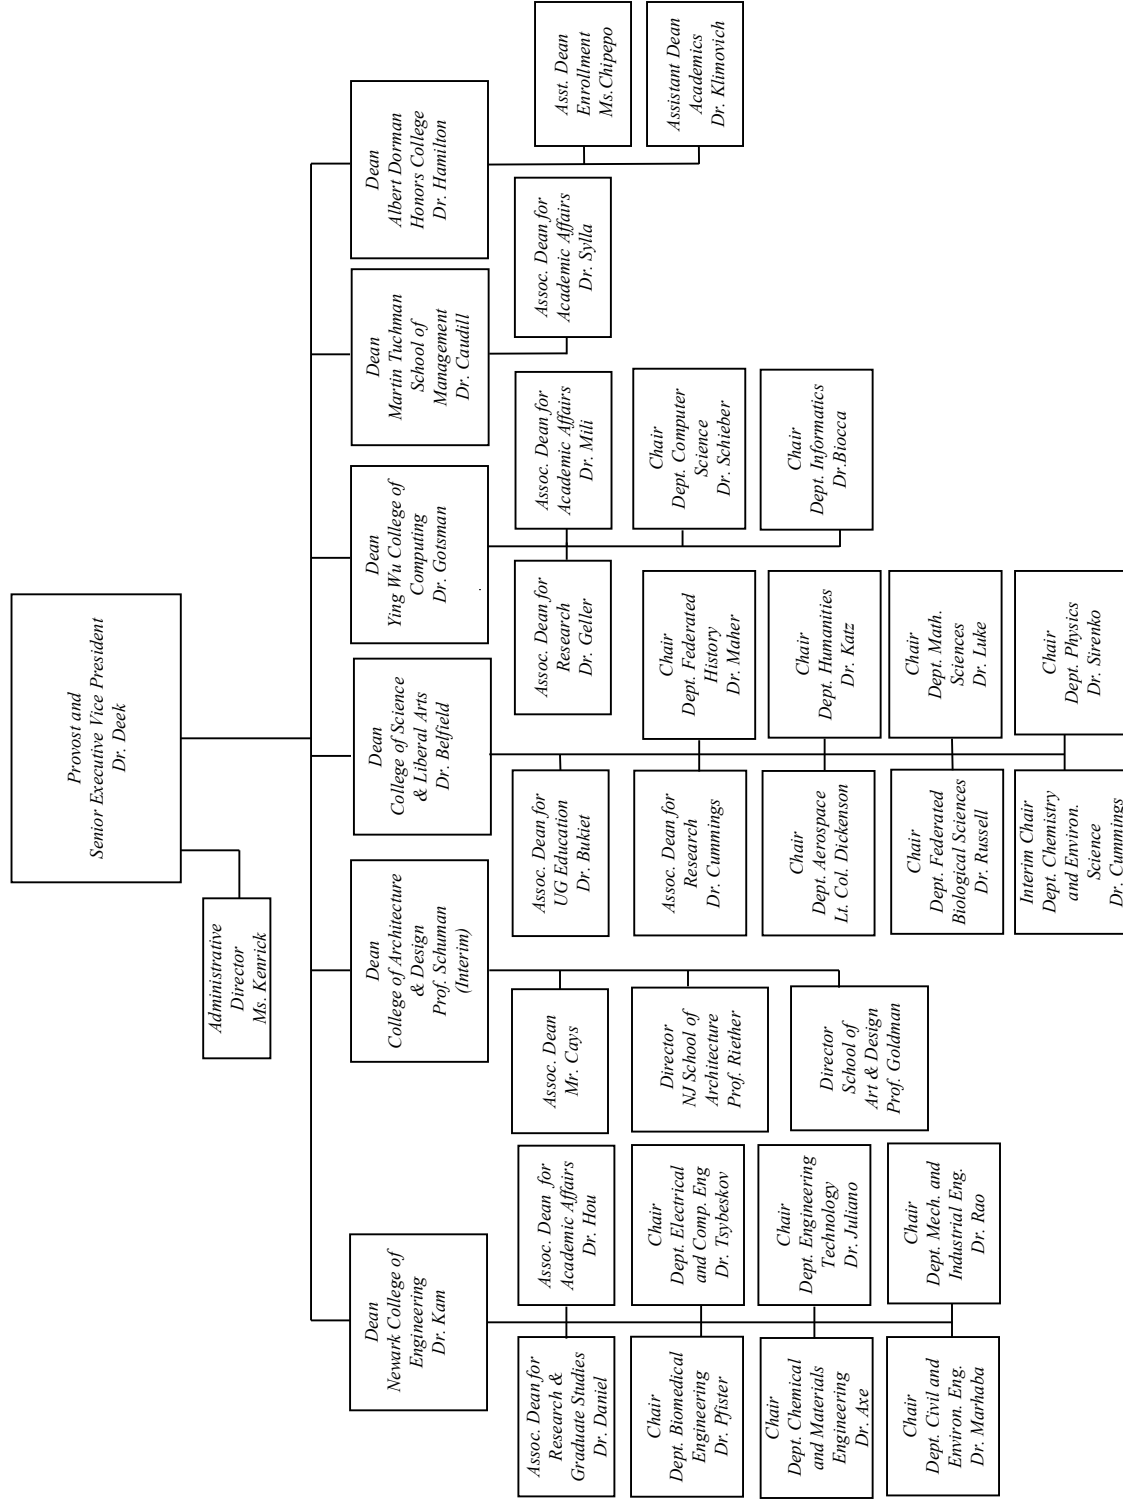 Provost and
Senior Executive Vice President
Dr. Deek
Administrative
Director
Ms. Kenrick
Dean
Newark College of
Engineering
Dr. Kam
Dean
College of Architecture
& Design
Prof. Schuman
(Interim)
Dean
College of Science
& Liberal Arts
Dr. Belfield
Dean
Ying Wu College of
Computing
Dr. Gotsman
Dean
Martin Tuchman
School of
Management
Dr. Caudill
Dean
Albert Dorman
Honors College
Dr. Hamilton
Assoc. Dean for
Research &
Graduate Studies
Dr. Daniel
Assoc. Dean for
Academic Affairs
Dr. Hou
Chair
Dept. Biomedical
Engineering
Dr. Pfister
Chair
Dept. Electrical
and Comp. Eng
Dr. Tsybeskov
Chair
Dept. Chemical
and Materials
Engineering
Dr. Axe
Chair
Dept. Engineering
Technology
Dr. Juliano
Chair
Dept. Civil and
Environ. Eng.
Dr. Marhaba
Chair
Dept. Mech. and
Industrial Eng.
Dr. Rao
Assoc. Dean
Mr. Cays
Director
NJ School of
Architecture
Prof. Riether
Director
School of
Art & Design
Prof. Goldman
Assoc. Dean for
UG Education
Dr. Bukiet
Assoc. Dean for
Research
Dr. Cummings
Chair
Dept. Federated
History
Dr. Maher
Chair
Dept. Aerospace
Lt. Col. Dickenson
Chair
Dept. Humanities
Dr. Katz
Chair
Dept. Federated
Biological Sciences
Dr. Russell
Chair
Dept. Math.
Sciences
Dr. Luke
Interim Chair
Dept. Chemistry
and Environ.
Science
Dr. Cummings
Chair
Dept. Physics
Dr. Sirenko
Assoc. Dean for
Research
Dr. Geller
Assoc. Dean for
Academic Affairs
Dr. Mili
Chair
Dept. Computer
Science
Dr. Schieber
Chair
Dept. Informatics
Dr.Biocca
Assoc. Dean for
Academic Affairs
Dr. Sylla
Asst. Dean
Enrollment
Ms.Chipepo
Assistant Dean
Academics
Dr. Klimovich